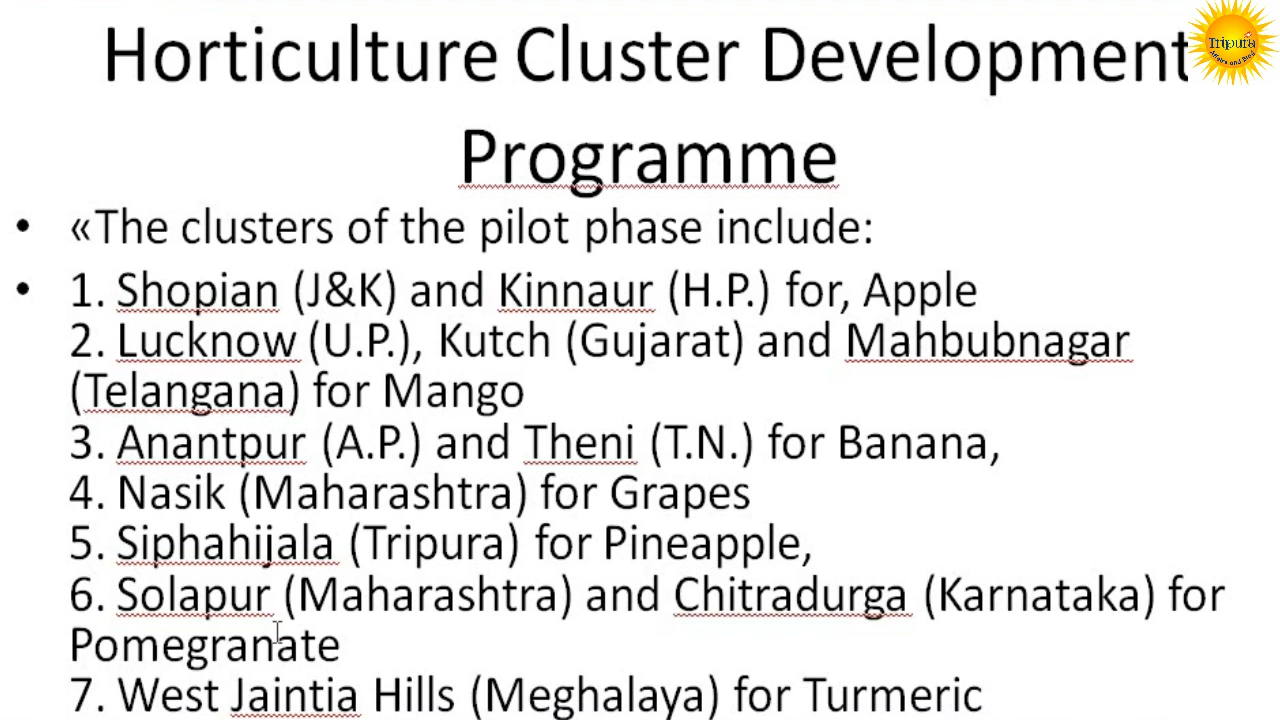 Horticulture Cluster Development
Programme
• «The clusters of the pilot phase include:
• 1. Shopian (J&K) and Kinnaur (H.P.) for, Apple
2. Lucknow (U.P.), Kutch (Gujarat) and Mahbubnagar
(Telangana) for Mango
3. Anantpur (A.P.) and Theni (T.N.) for Banana,
4. Nasik (Maharashtra) for Grapes
5. Siphahijala (Tripura) for Pineapple,
6. Solapur (Maharashtra) and Chitradurga (Karnataka) for
Pomegranate
7. West Jaintia Hills (Meghalaya) for Turmeric
Tripura